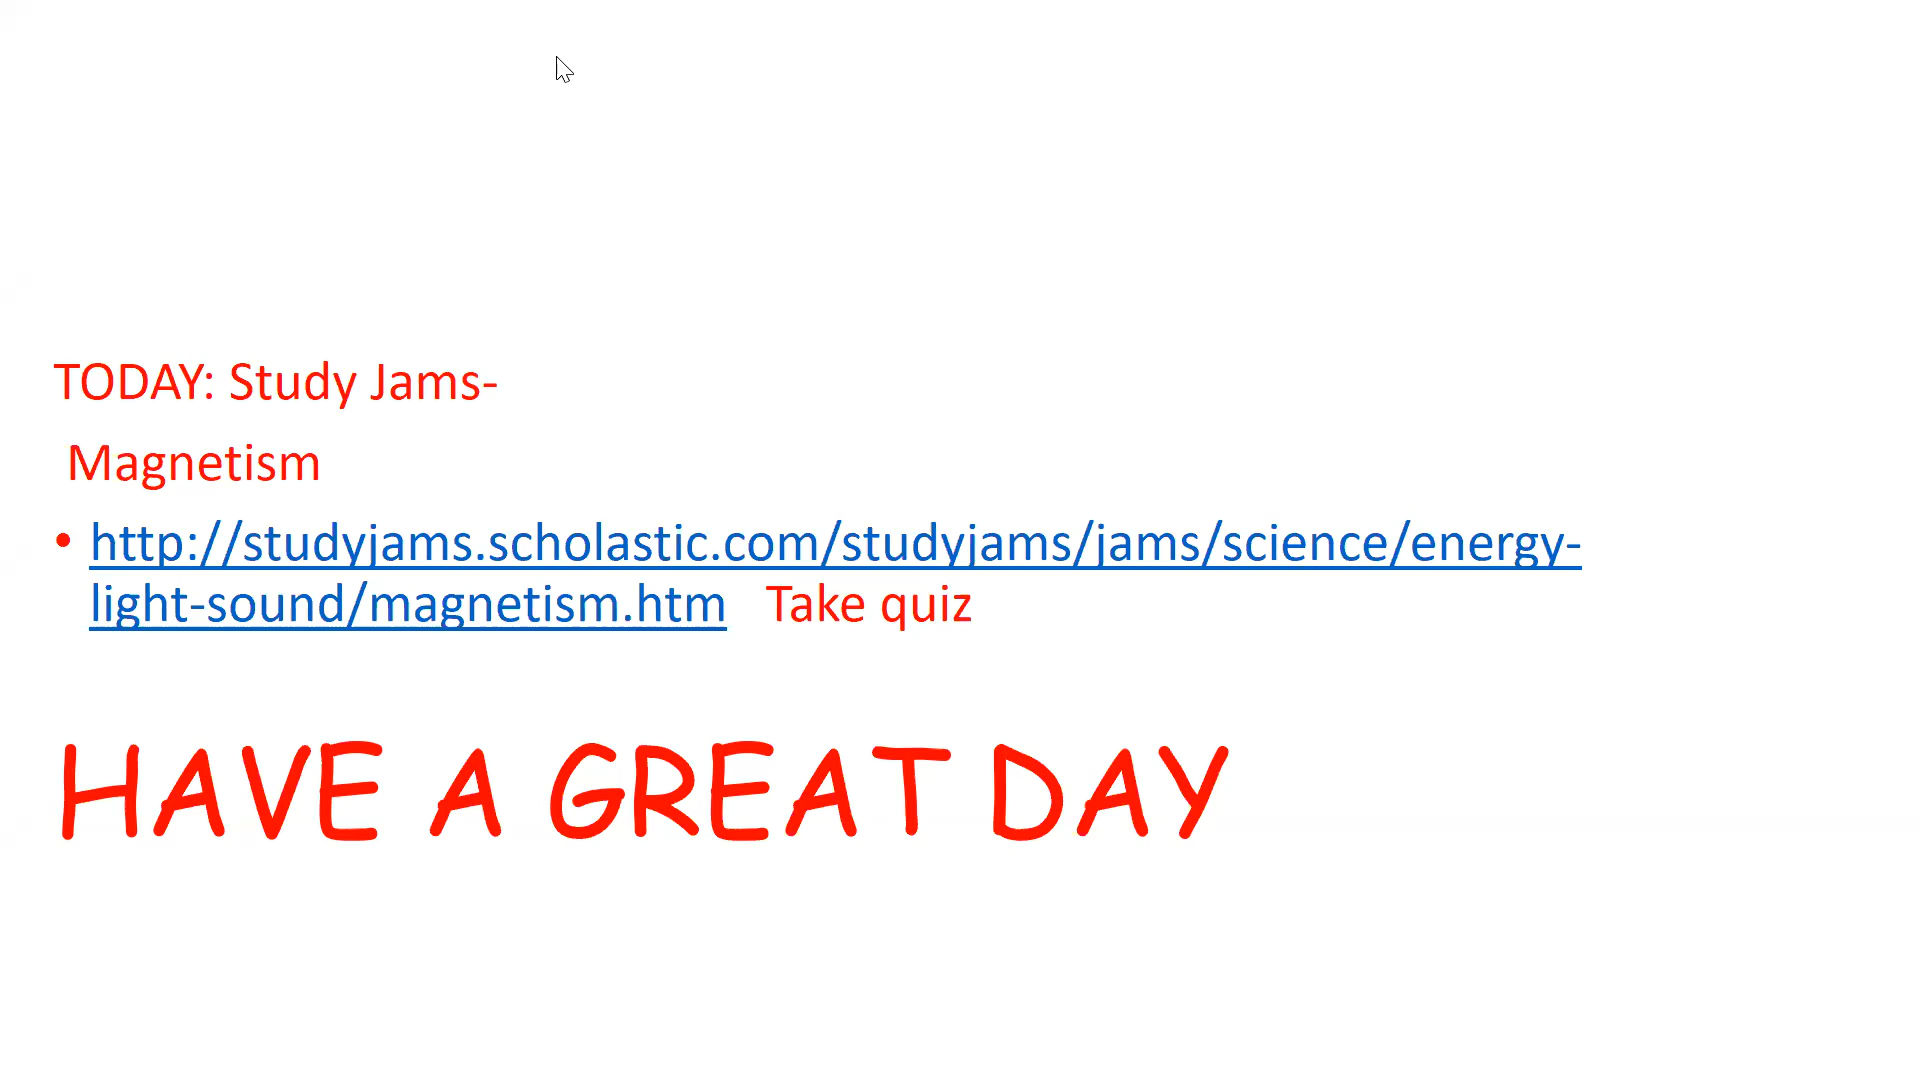 TODAY: Study Jams-
Magnetism
• http://studyjams.scholastic.com/studyjams/jams/science/energy-
light-sound/magnetism.htm Take quiz
HAVE A GREAT DAY